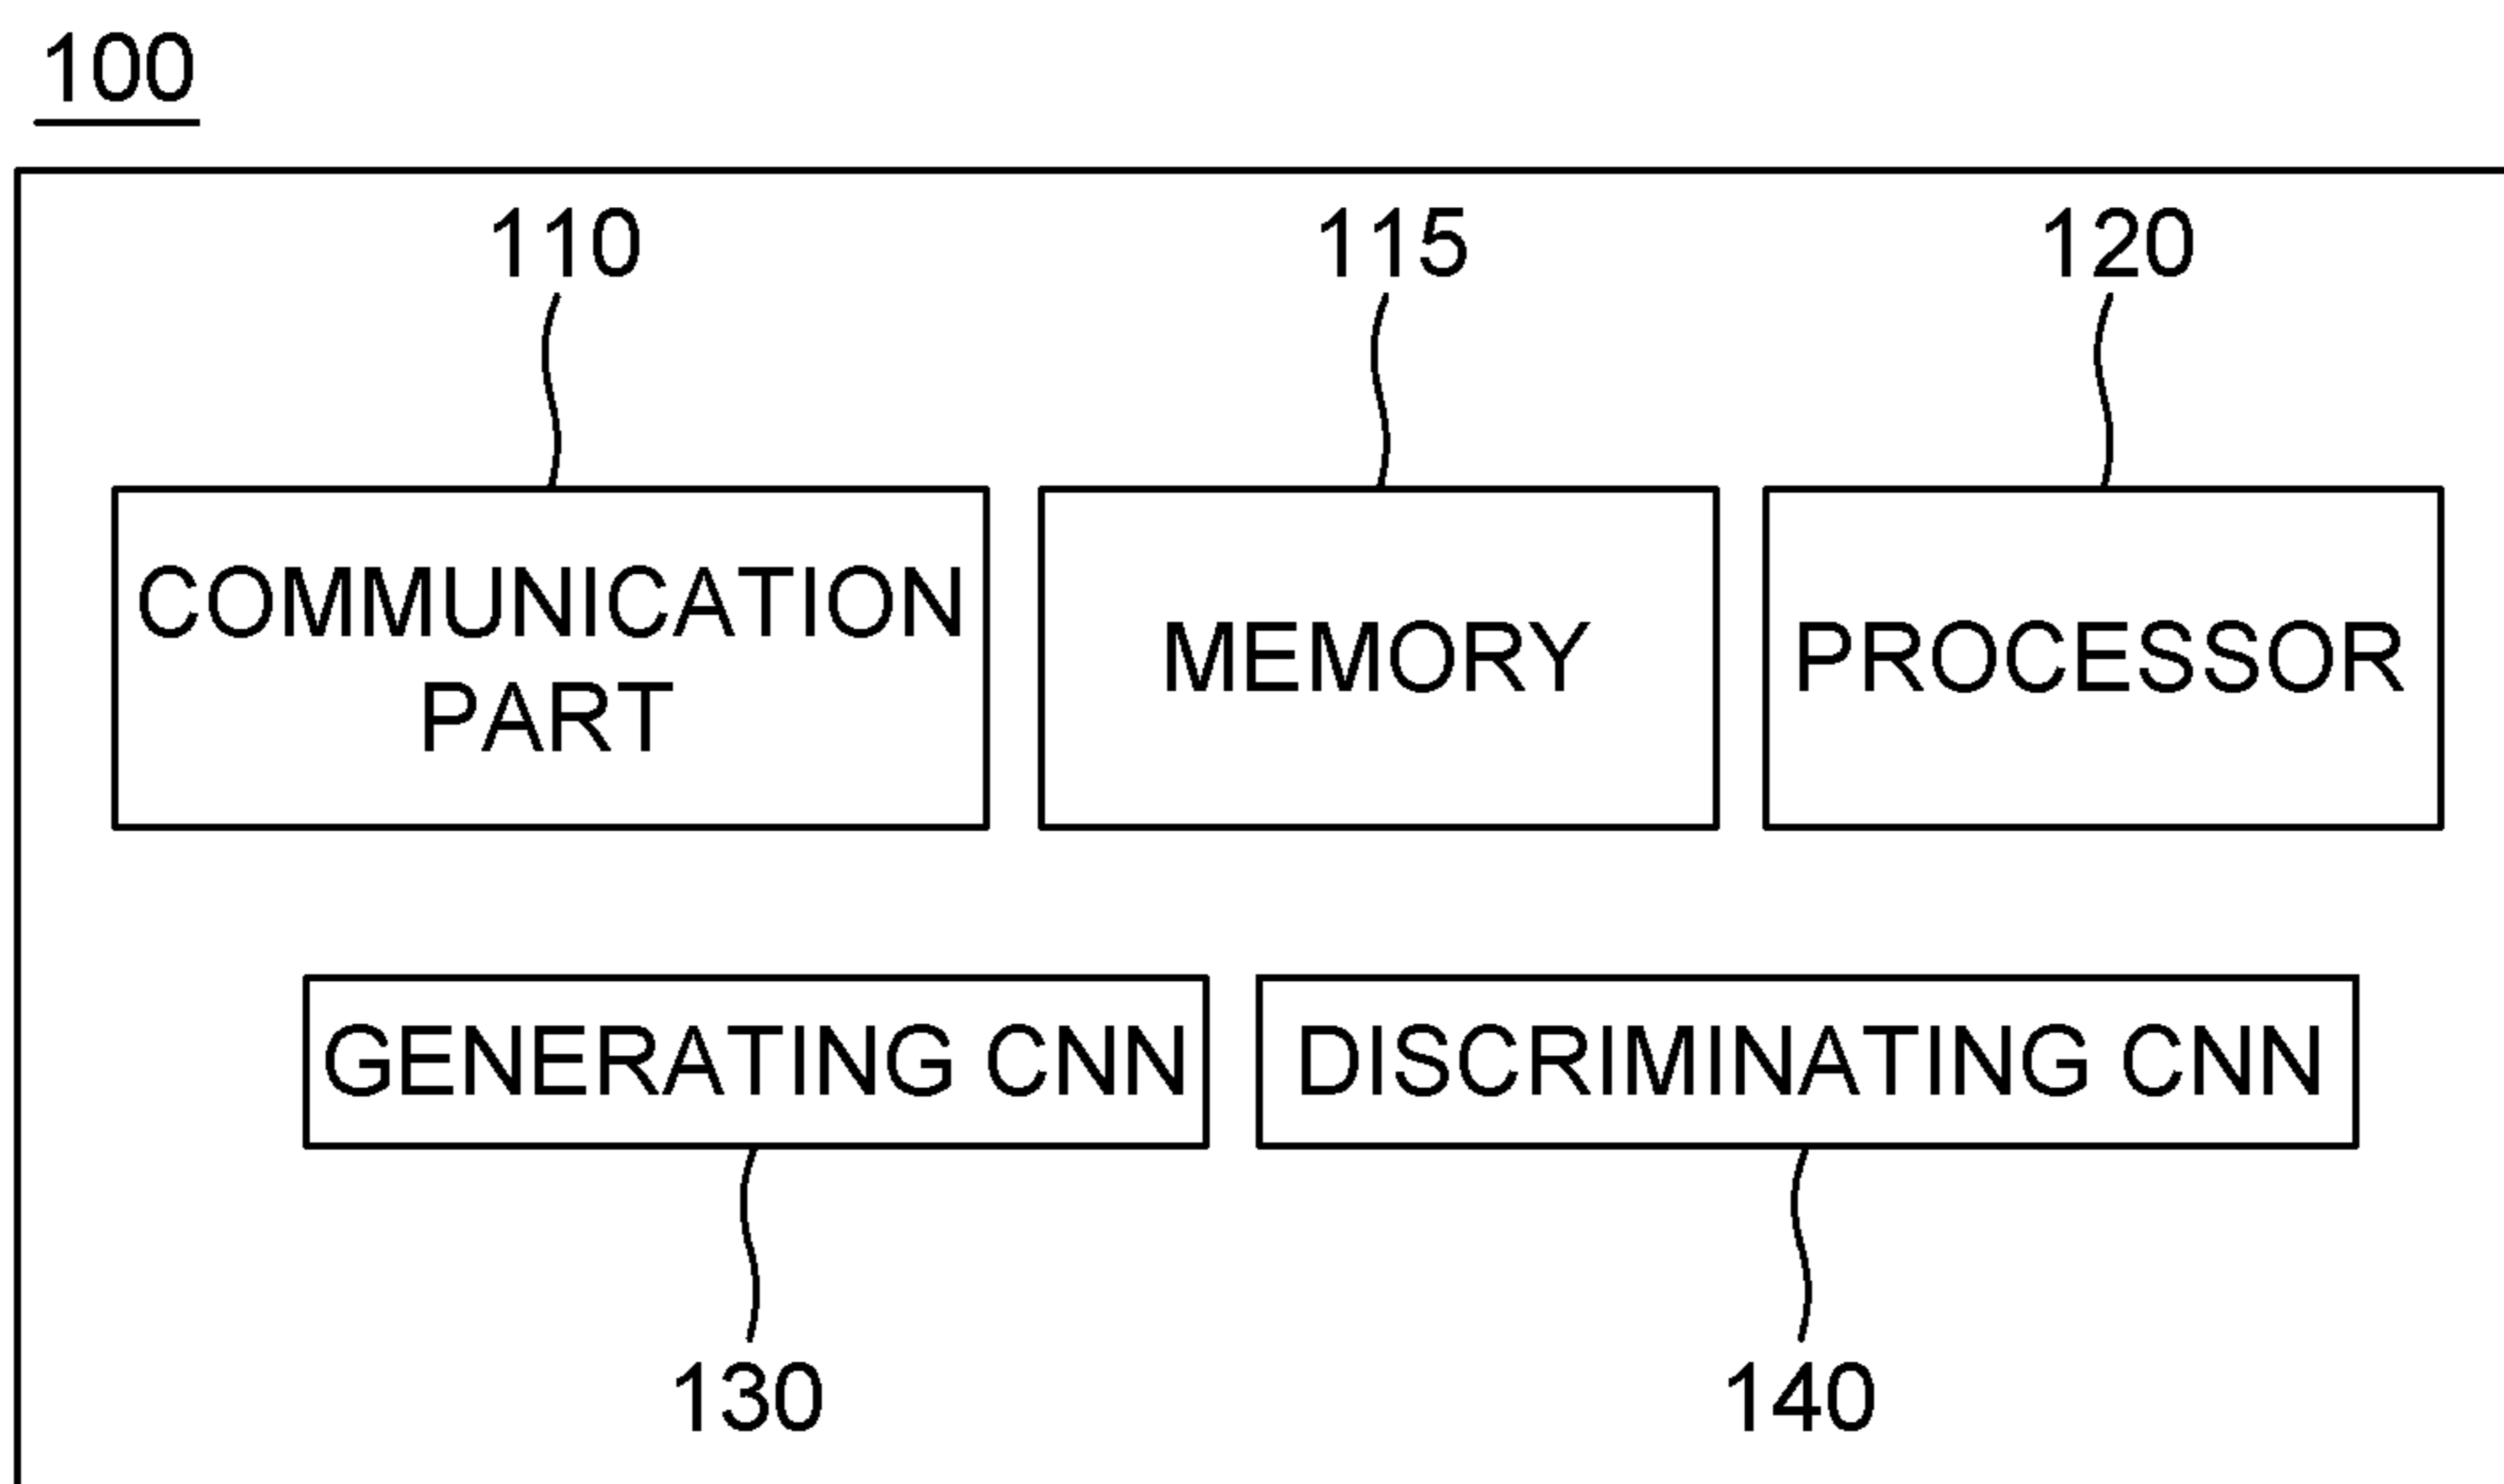 100
110
115
120
COMMUNICATION
PART
MEMORY
PROCESSOR
GENERATING CNN
DISCRIMINATING CNN
130
140